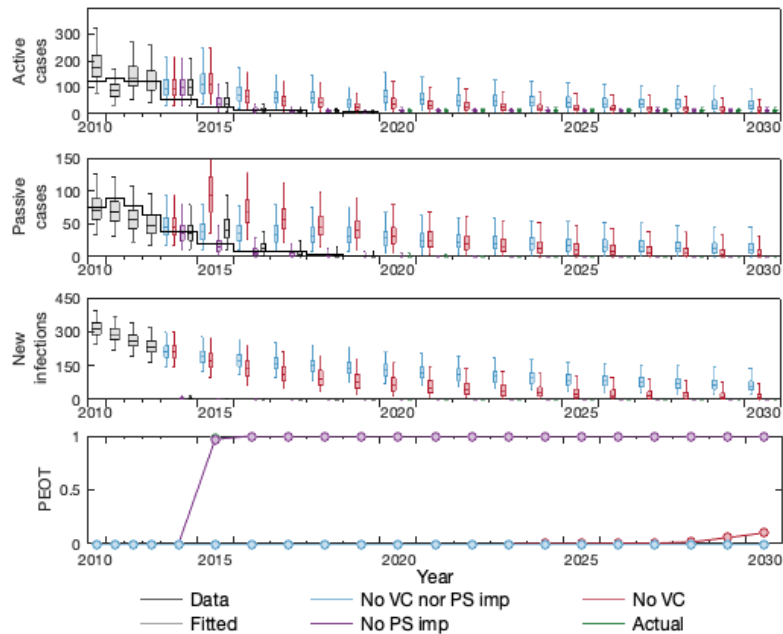 300
200
100
0
Active
cases
2010 2015 2020 2025 2030
150
100
50
0
Passive
cases
2010 2015 2020 2025 2030
450
300
150
0
New
infections
2010 2015 2020 2025 2030
1
0.5
0
PEOT
2010 2015 2020 2025 2030
Year
Data No VC nor PS imp No VC
Fitted No PS imp Actual